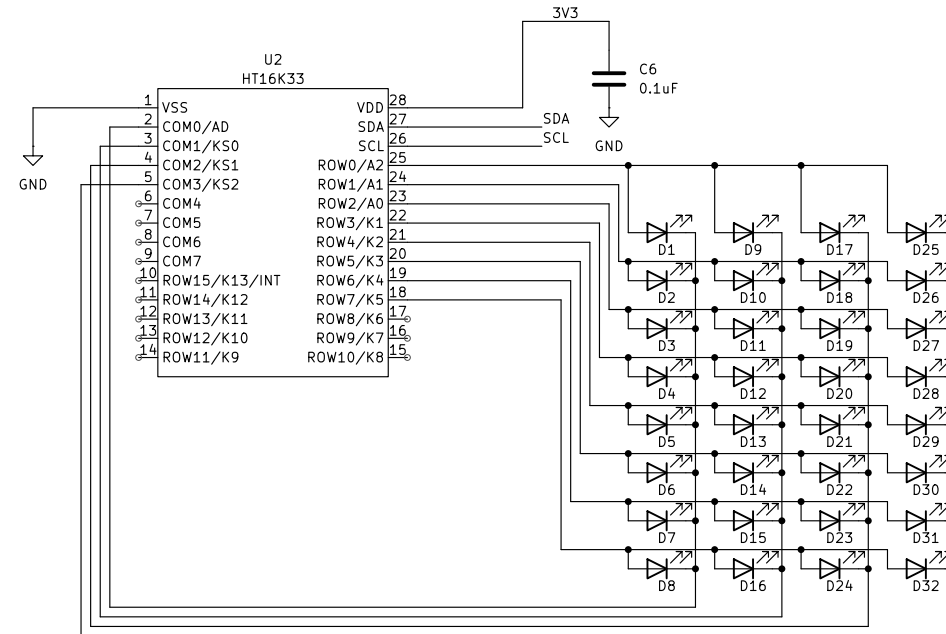 3V3
U2
HT16K33
C6
0.1uF
GND
1 VSS
2 COM0/AD
3 COM1/KS0
4 COM2/KS1
5 COM3/KS2
6 COM4
7 COM5
8 COM6
9 COM7
10 ROW15/K13/INT
11 ROW14/K12
12 ROW13/K11
13 ROW12/K10
14 ROW11/K9
VDD 28
SDA 27 SDA
SCL 26 SCL
ROW0/A2 25
ROW1/A1 24
ROW2/A0 23
ROW3/K1 22
ROW4/K2 21
ROW5/K3 20
ROW6/K4 19
ROW7/K5 18
ROW8/K6 17
ROW9/K7 16
ROW10/K8 15
GND
D1 D9 D17 D25
D2 D10 D18 D26
D3 D11 D19 D27
D4 D12 D20 D28
D5 D13 D21 D29
D6 D14 D22 D30
D7 D15 D23 D31
D8 D16 D24 D32